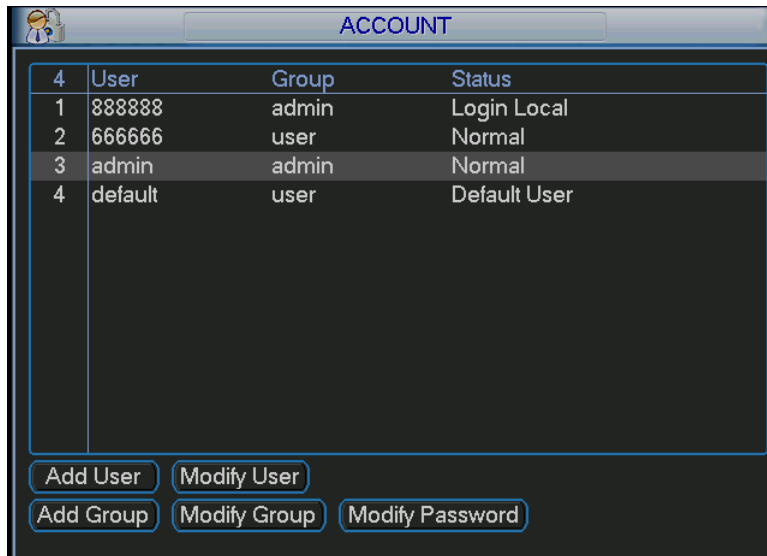 ACCOUNT
4 User Group Status
1 888888 admin Login Local
2 666666 user Normal
3 admin admin Normal
4 default user Default User
Add User Modify User
Add Group Modify Group Modify Password